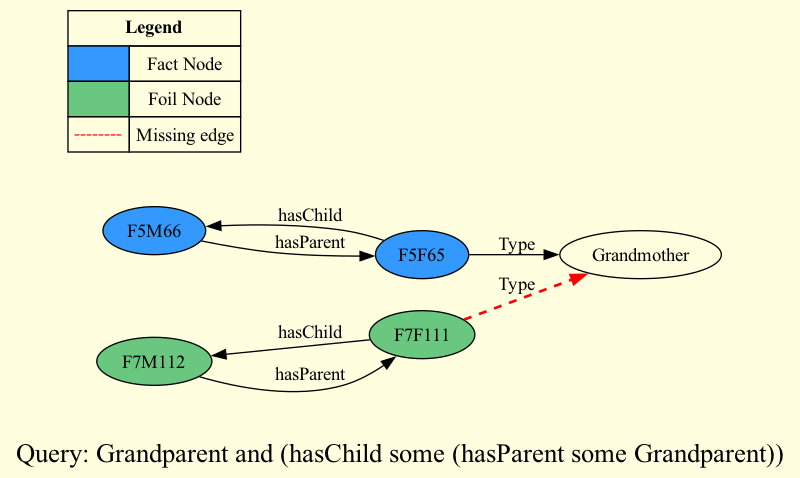 Legend
Fact Node
Foil Node
Missing edge
hasChild
F5M66
hasParent
Type
F5F65
Grandmother
Type
hasChild
F7F111
F7M112
hasParent
Query: Grandparent and (hasChild some (hasParent some Grandparent))